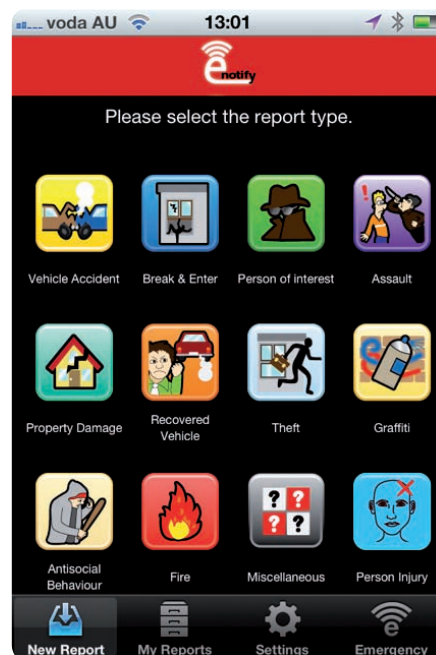 voda AU 13:01
e notify
Please select the report type.
Vehicle Accident Break & Enter Person of interest Assault
!
Property Damage Recovered Vehicle Theft Graffiti
? ?
? ?
Antisocial Behaviour Fire Miscellaneous Person Injury
New Report My Reports Settings e Emergency